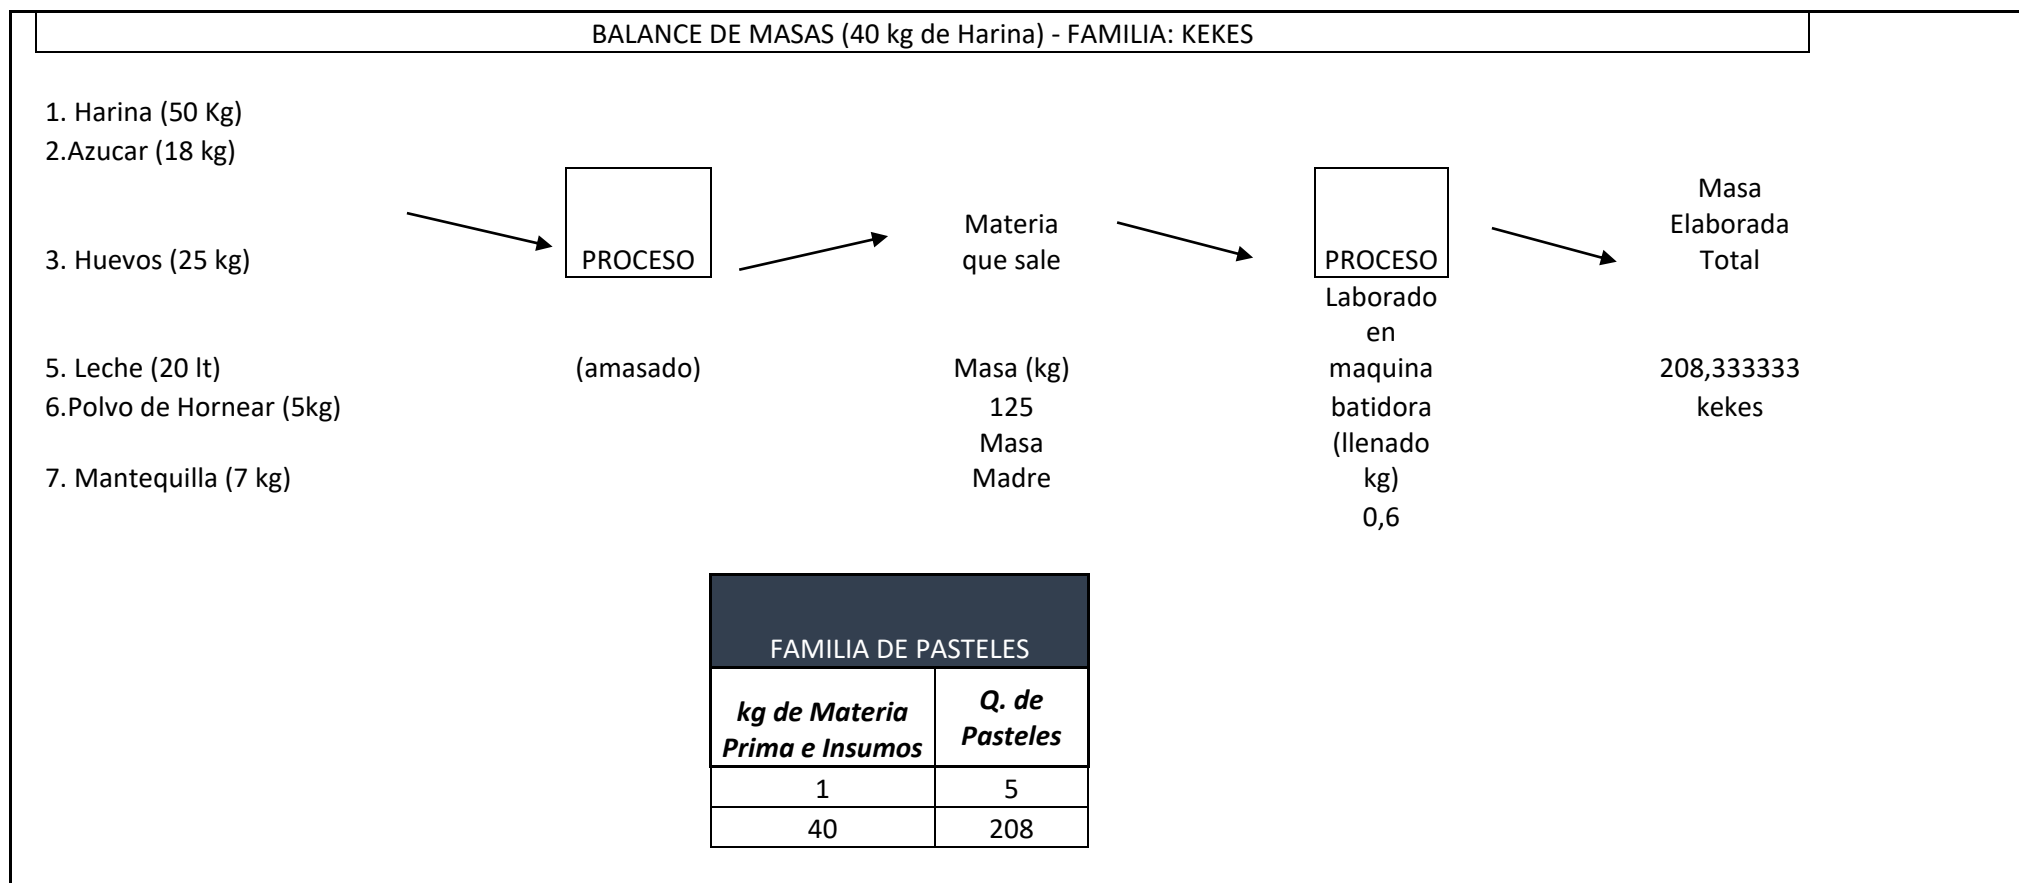 BALANCE DE MASAS (40 kg de Harina) - FAMILIA: KEKES
1. Harina (50 Kg)
2.Azucar (18 kg)
3. Huevos (25 kg)
5. Leche (20 lt)
6.Polvo de Hornear (5kg)
7. Mantequilla (7 kg)
PROCESO
(amasado)
Materia
que sale
Masa (kg)
125
Masa
Madre
PROCESO
Laborado
en
maquina
batidora
(llenado
kg)
0,6
Masa
Elaborada
Total
208,333333
kekes
FAMILIA DE PASTELES
kg de Materia
Prima e Insumos
Q. de
Pasteles
1 5
40 208